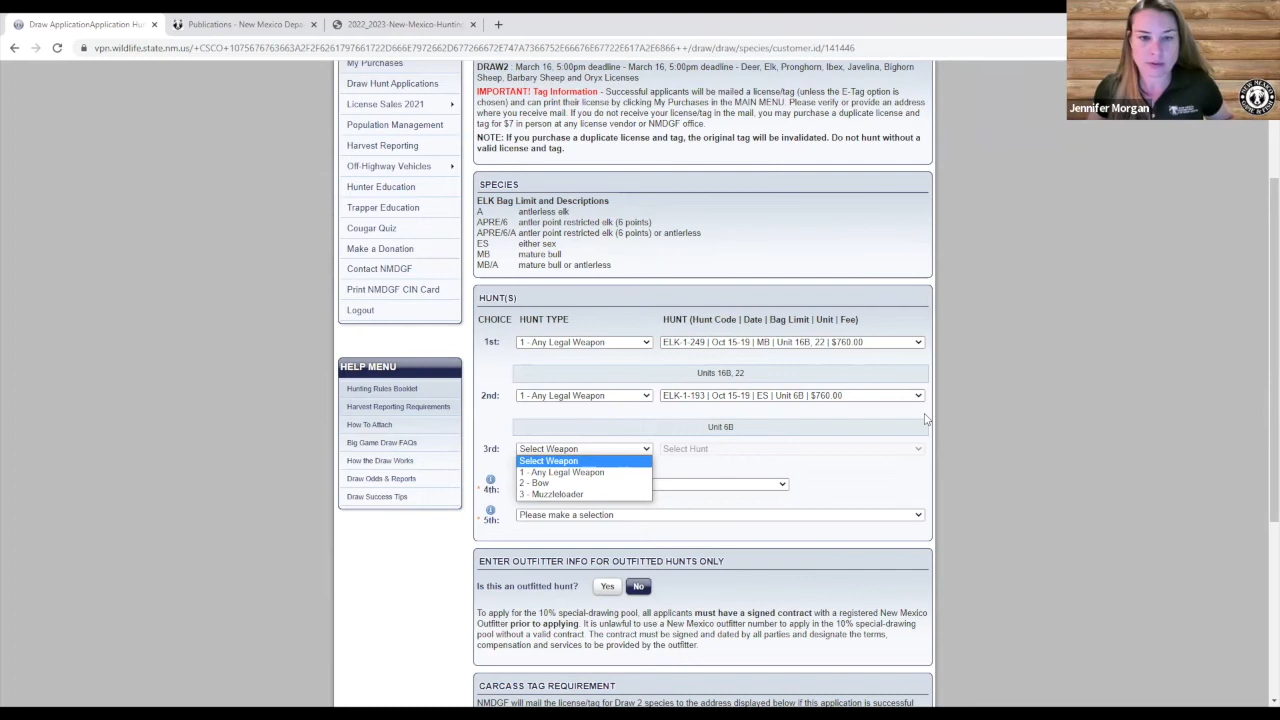 Draw ApplicationApplication Hu
Publications - New Mexico Depa
2022_2023-New-Mexico-Hunting
vpn.wildlife.state.nm.us/+CSCO+1075676763663A2F2F6261797661722D666E7972662D677266672E747A7366752E66676E67722E617A2E6866++/draw/draw/species/customer.id/141446
Jennifer Morgan
My Purchases
Draw Hunt Applications
License Sales 2021
Population Management
Harvest Reporting
Off-Highway Vehicles
Hunter Education
Trapper Education
Cougar Quiz
Make a Donation
Contact NMDGF
Print NMDGF CIN Card
Logout
HELP MENU
Hunting Rules Booklet
Harvest Reporting Requirements
How To Attach
Big Game Draw FAQs
How the Draw Works
Draw Odds & Reports
Draw Success Tips
DRAW2 : March 16, 5:00pm deadline - March 16, 5:00pm deadline - Deer, Elk, Pronghorn, Ibex, Javelina, Bighorn
Sheep, Barbary Sheep and Oryx Licenses
IMPORTANT! Tag Information - Successful applicants will be mailed a license/tag (unless the E-Tag option is
chosen) and can print their license by clicking My Purchases in the MAIN MENU. Please verify or provide an address
where you receive mail. If you do not receive your license/tag in the mail, you may purchase a duplicate license and
tag for $7 in person at any license vendor or NMDGF office.
NOTE: If you purchase a duplicate license and tag, the original tag will be invalidated. Do not hunt without a
valid license and tag.
SPECIES
ELK Bag Limit and Descriptions
A antlerless elk
APRE/6 antler point restricted elk (6 points)
APRE/6/A antler point restricted elk (6 points) or antlerless
ES either sex
MB mature bull
MB/A mature bull or antlerless
HUNT(S)
CHOICE HUNT TYPE HUNT (Hunt Code | Date | Bag Limit | Unit | Fee)
1st: 1 - Any Legal Weapon ELK-1-249 | Oct 15-19 | MB | Unit 16B, 22 | $760.00
Units 16B, 22
2nd: 1 - Any Legal Weapon ELK-1-193 | Oct 15-19 | ES | Unit 6B | $760.00
Unit 6B
3rd: Select Weapon Select Hunt
Select Weapon
1 - Any Legal Weapon
2 - Bow
3 - Muzzleloader
* 4th:
* 5th: Please make a selection
ENTER OUTFITTER INFO FOR OUTFITTED HUNTS ONLY
Is this an outfitted hunt? Yes No
To apply for the 10% special-drawing pool, all applicants must have a signed contract with a registered New Mexico
Outfitter prior to applying. It is unlawful to use a New Mexico outfitter number to apply in the 10% special-drawing
pool without a valid contract. The contract must be signed and dated by all parties and designate the terms,
compensation and services to be provided by the outfitter.
CARCASS TAG REQUIREMENT
NMDGF will mail the license/tag for Draw 2 species to the address displayed below if this application is successful